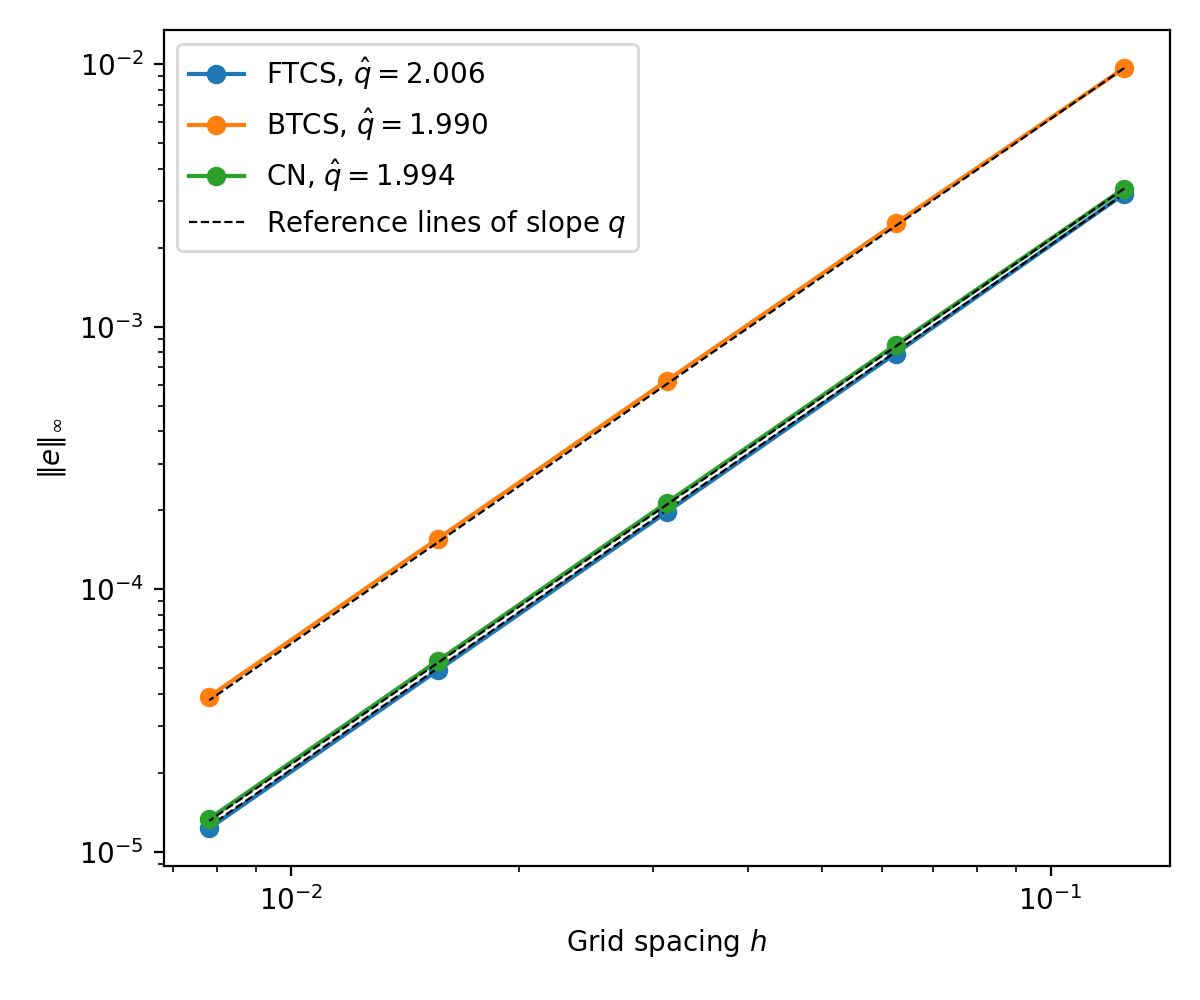 10⁻²
10⁻³
10⁻⁴
10⁻⁵
‖e‖∞
FTCS, q̂ = 2.006
BTCS, q̂ = 1.990
CN, q̂ = 1.994
Reference lines of slope q
10⁻² 10⁻¹
Grid spacing h